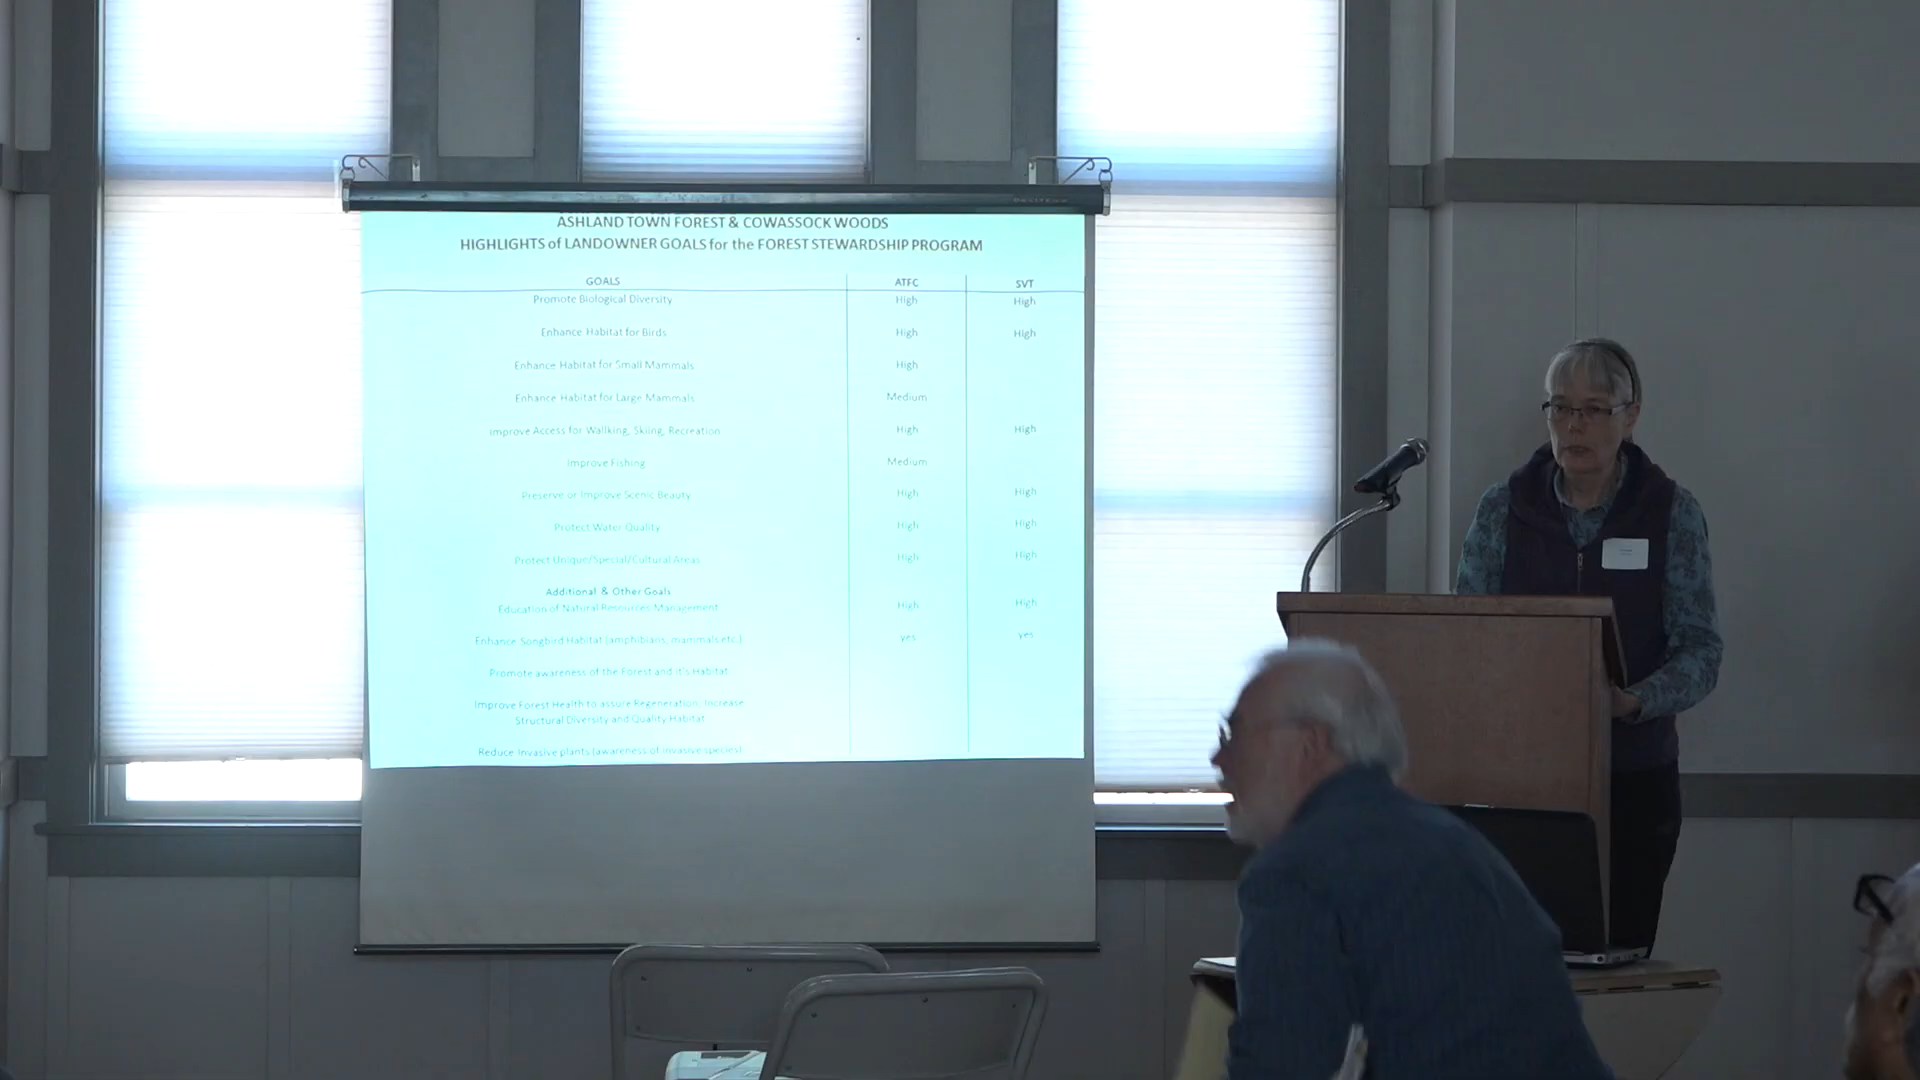 ASHLAND TOWN FOREST & COWASSOCK WOODS
HIGHLIGHTS of LANDOWNER GOALS for the FOREST STEWARDSHIP PROGRAM
GOALS ATFC SVT
Promote Biological Diversity High High
Enhance Habitat for Birds High High
Enhance Habitat for Small Mammals High
Enhance Habitat for Large Mammals Medium
Improve Access for Wallking, Skiing, Recreation High High
Improve Fishing Medium
Preserve or Improve Scenic Beauty High High
Protect Water Quality High High
Protect Unique/Special/Cultural Areas High High
Additional & Other Goals
Education of Natural Resources Management High High
Enhance Songbird Habitat (amphibians, mammals etc.) yes yes
Promote awareness of the Forest and it's Habitat
Improve Forest Health to assure Regeneration, Increase
Structural Diversity and Quality Habitat
Reduce Invasive plants (awareness of invasive species)